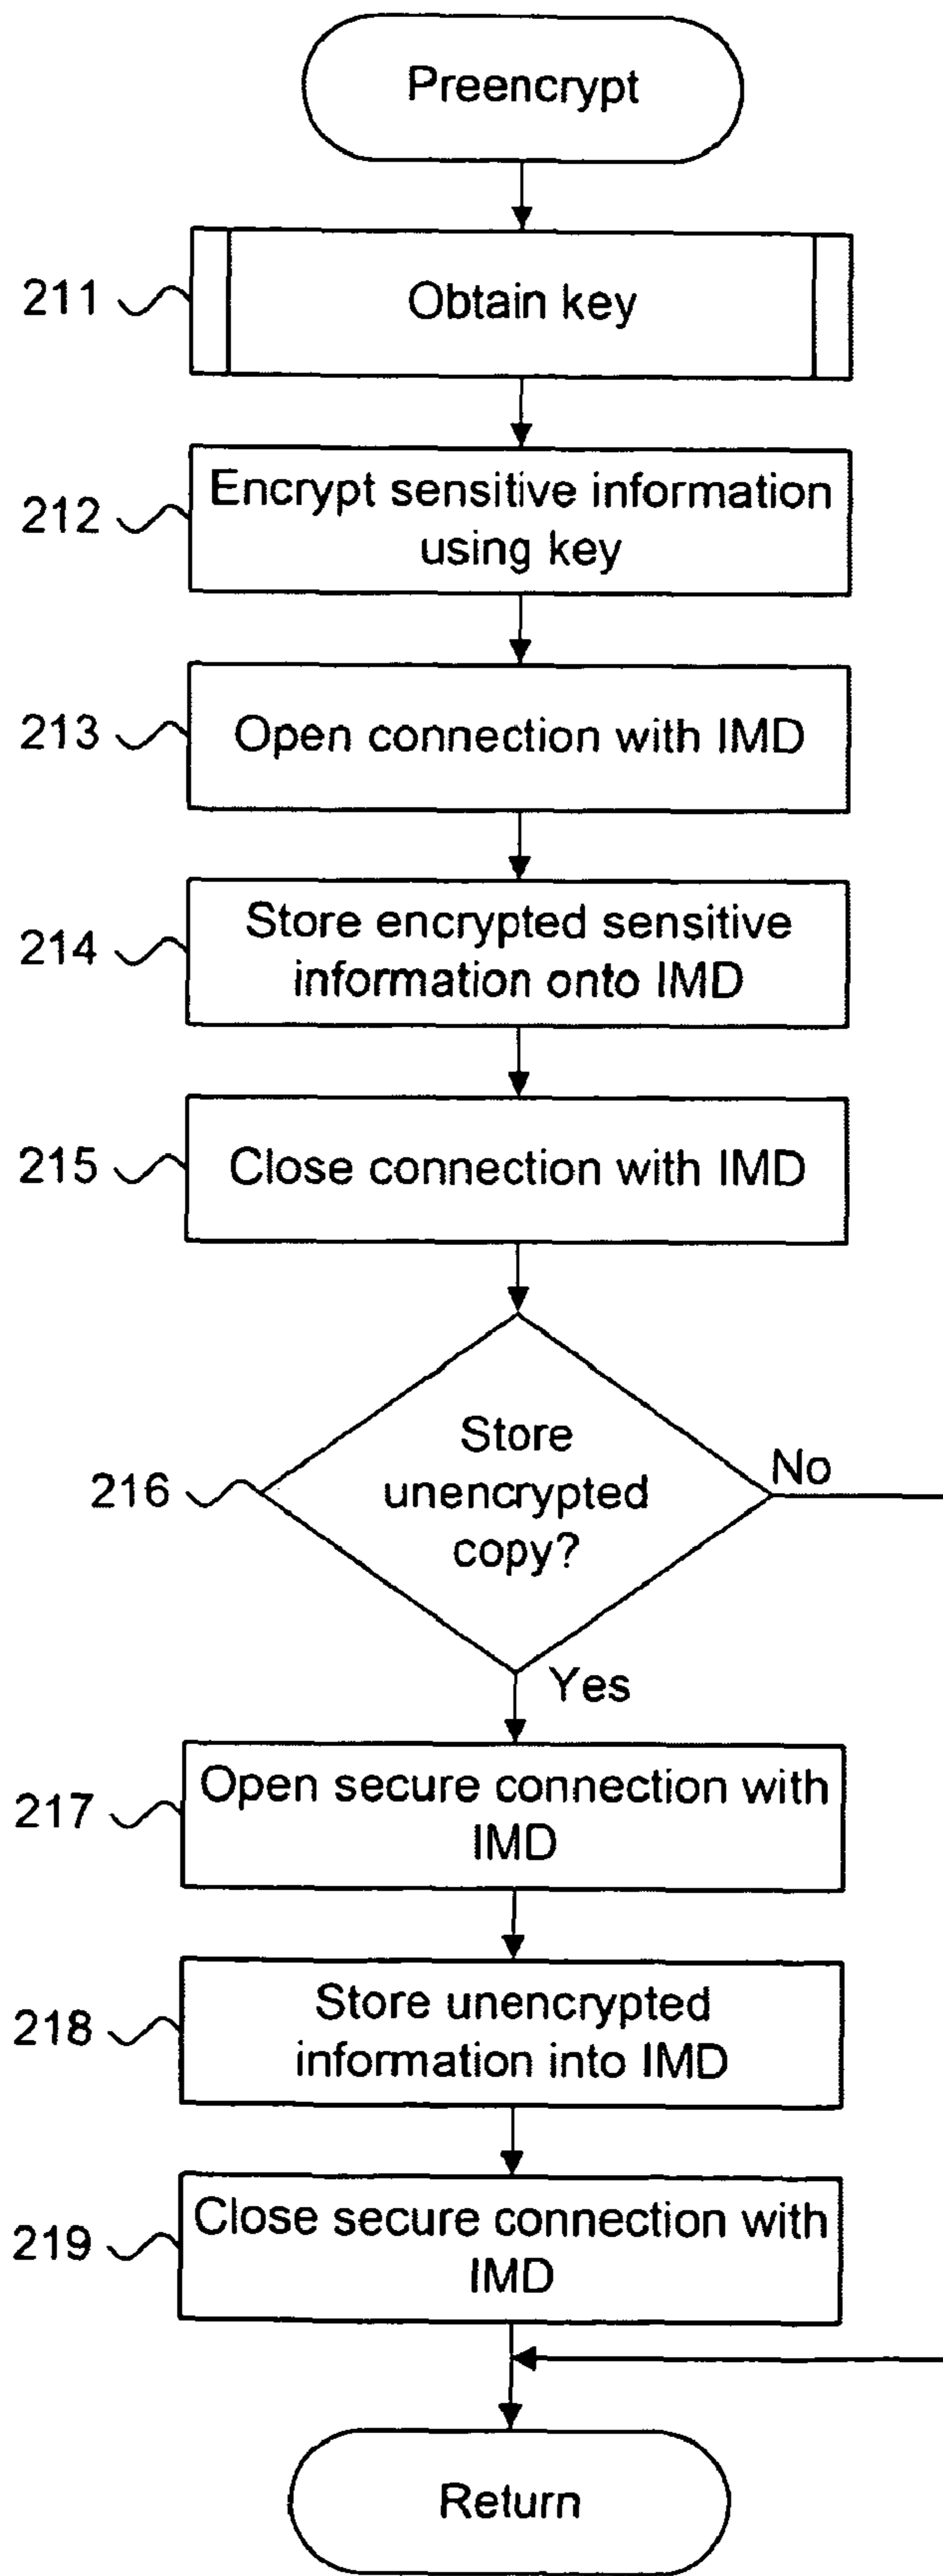 Preencrypt
211
Obtain key
212
Encrypt sensitive information
using key
213
Open connection with IMD
214
Store encrypted sensitive
information onto IMD
215
Close connection with IMD
216
Store
unencrypted
copy?
No
Yes
217
Open secure connection with
IMD
218
Store unencrypted
information into IMD
219
Close secure connection with
IMD
Return